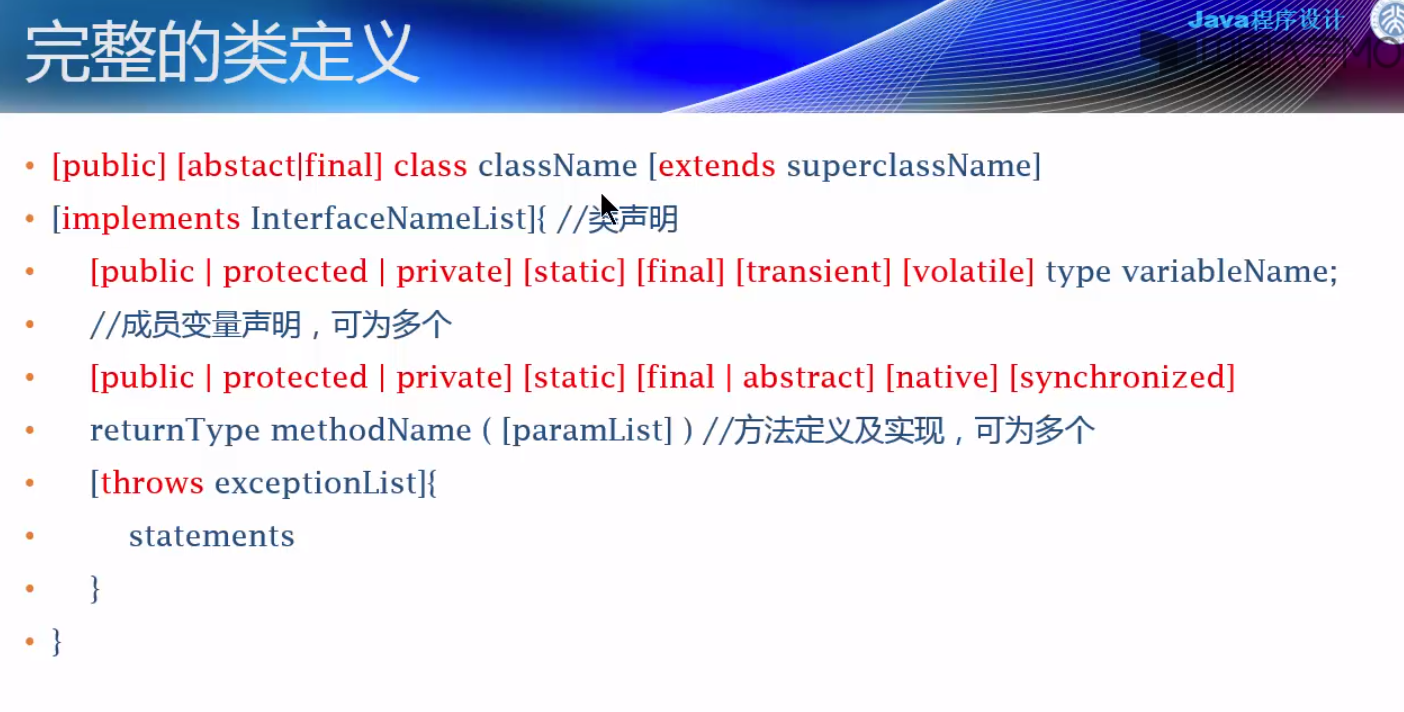 Java程序设计
完整的类定义
• [public] [abstact|final] class className [extends superclassName]
• [implements InterfaceNameList]{ //类声明
• [public | protected | private] [static] [final] [transient] [volatile] type variableName;
• //成员变量声明，可为多个
• [public | protected | private] [static] [final | abstract] [native] [synchronized]
• returnType methodName ( [paramList] ) //方法定义及实现，可为多个
• [throws exceptionList]{
• statements
• }
• }